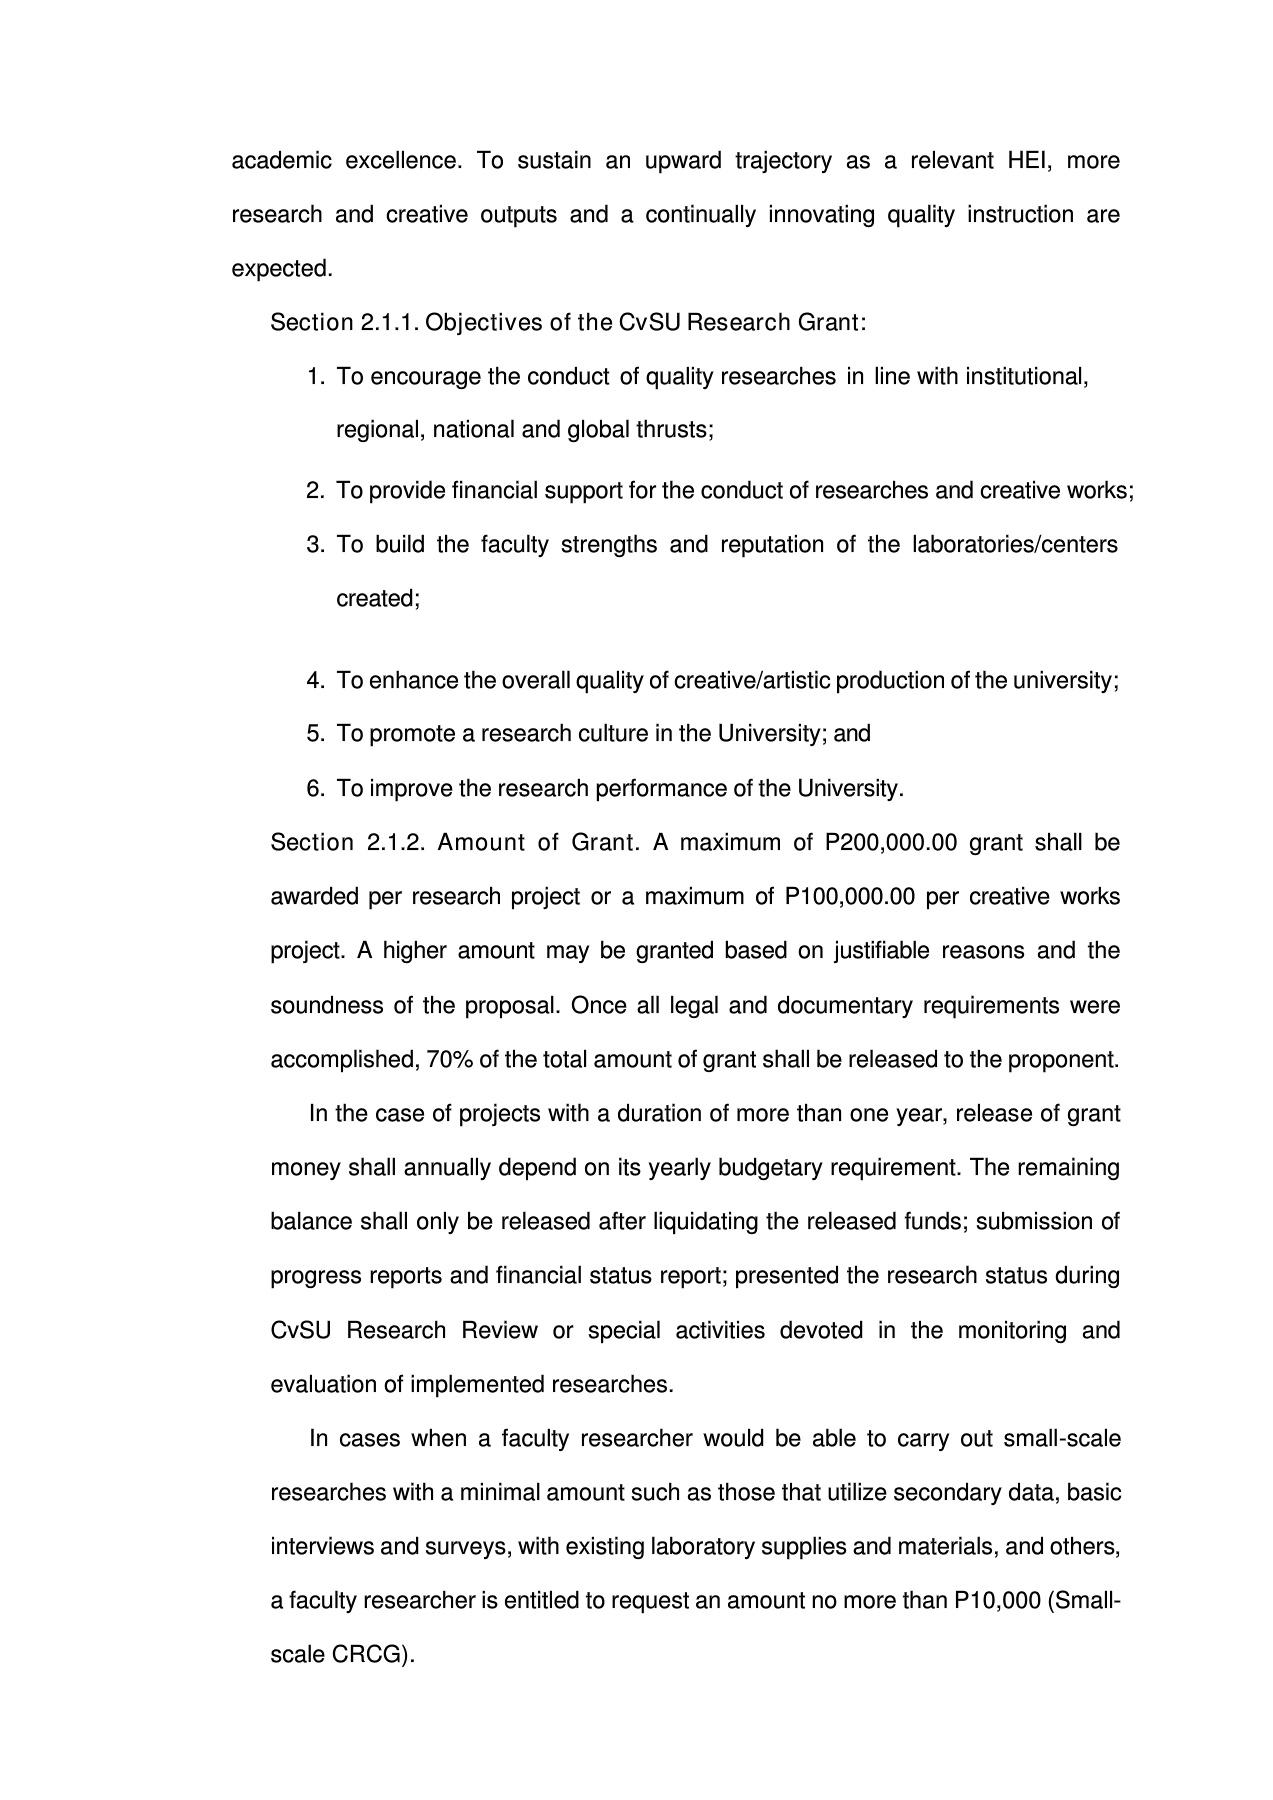 academic excellence. To sustain an upward trajectory as a relevant HEI, more
research and creative outputs and a continually innovating quality instruction are
expected.
Section 2.1.1. Objectives of the CvSU Research Grant:
1. To encourage the conduct of quality researches in line with institutional,
regional, national and global thrusts;
2. To provide financial support for the conduct of researches and creative works;
3. To build the faculty strengths and reputation of the laboratories/centers
created;
4. To enhance the overall quality of creative/artistic production of the university;
5. To promote a research culture in the University; and
6. To improve the research performance of the University.
Section 2.1.2. Amount of Grant. A maximum of P200,000.00 grant shall be
awarded per research project or a maximum of P100,000.00 per creative works
project. A higher amount may be granted based on justifiable reasons and the
soundness of the proposal. Once all legal and documentary requirements were
accomplished, 70% of the total amount of grant shall be released to the proponent.
In the case of projects with a duration of more than one year, release of grant
money shall annually depend on its yearly budgetary requirement. The remaining
balance shall only be released after liquidating the released funds; submission of
progress reports and financial status report; presented the research status during
CvSU Research Review or special activities devoted in the monitoring and
evaluation of implemented researches.
In cases when a faculty researcher would be able to carry out small-scale
researches with a minimal amount such as those that utilize secondary data, basic
interviews and surveys, with existing laboratory supplies and materials, and others,
a faculty researcher is entitled to request an amount no more than P10,000 (Small-
scale CRCG).